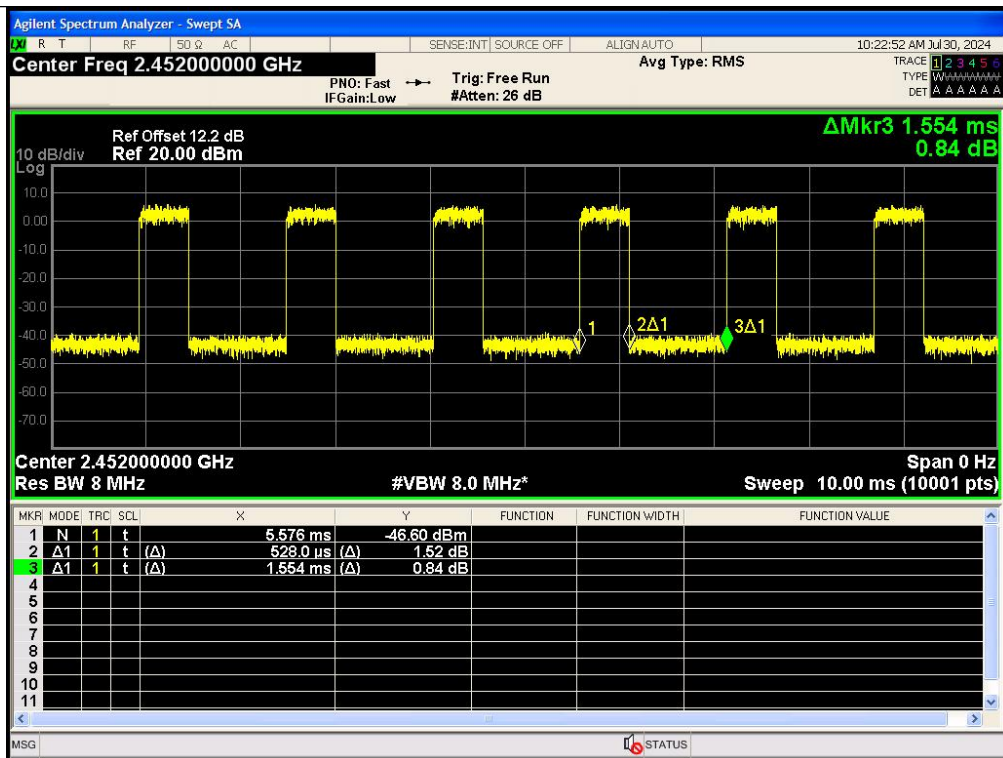 Agilent Spectrum Analyzer - Swept SA
LXI R T RF 50 Ω AC SENSE:INT SOURCE OFF ALIGN AUTO 10:22:52 AM Jul 30, 2024
Center Freq 2.452000000 GHz Avg Type: RMS TRACE 1 2 3 4 5 6
PNO: Fast Trig: Free Run TYPE W
IFGain:Low #Atten: 26 dB DET A A A A A A
ΔMkr3 1.554 ms
0.84 dB
Ref Offset 12.2 dB
10 dB/div Ref 20.00 dBm
Log
10.0
0.00
-10.0
-20.0
-30.0
-40.0
-50.0
-60.0
-70.0
1 2Δ1 3Δ1
Center 2.452000000 GHz Span 0 Hz
Res BW 8 MHz #VBW 8.0 MHz* Sweep 10.00 ms (10001 pts)
MKR MODE TRC SCL X Y FUNCTION FUNCTION WIDTH FUNCTION VALUE
1 N 1 t 5.576 ms -46.60 dBm
2 Δ1 1 t (Δ) 528.0 µs (Δ) 1.52 dB
3 Δ1 1 t (Δ) 1.554 ms (Δ) 0.84 dB
4
5
6
7
8
9
10
11
MSG STATUS